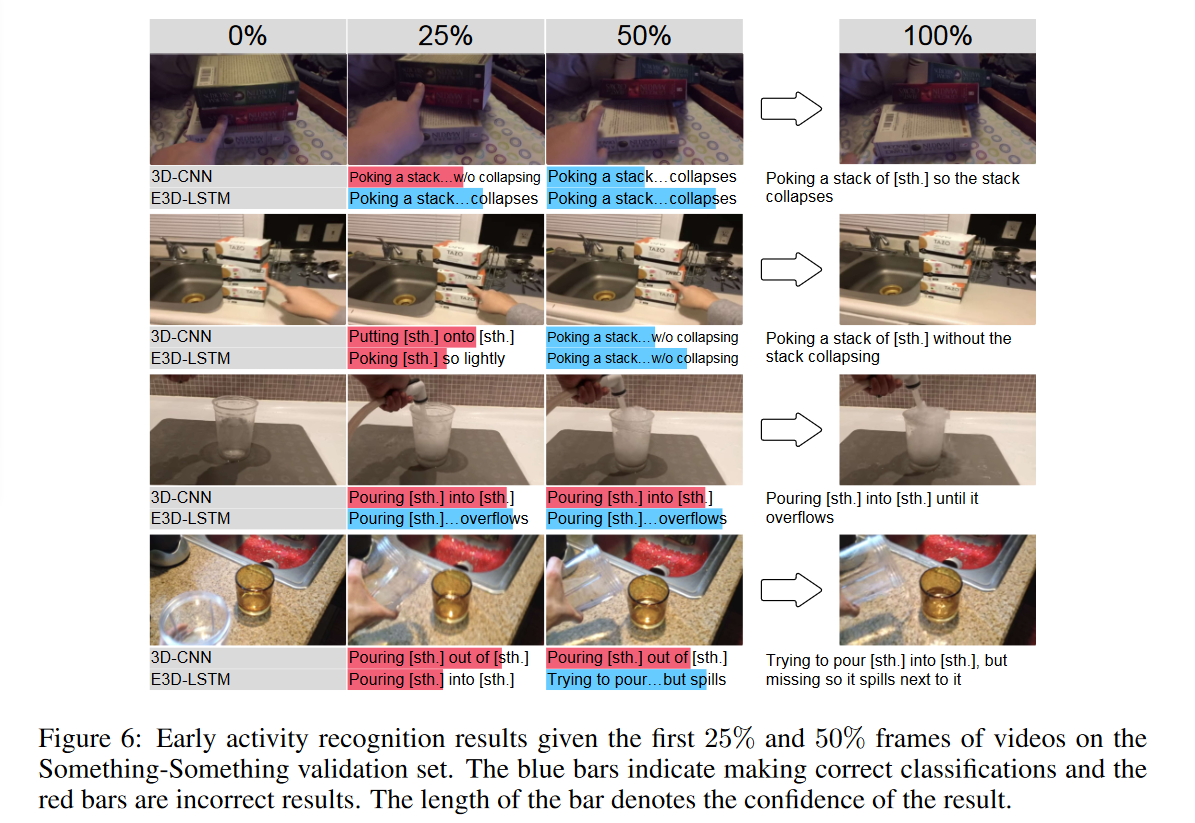 0% 25% 50% 100%
3D-CNN Poking a stack...w/o collapsing Poking a stack...collapses
E3D-LSTM Poking a stack...collapses Poking a stack...collapses
Poking a stack of [sth.] so the stack
collapses
TAZO TAZO TAZO TAZO
3D-CNN Putting [sth.] onto [sth.] Poking a stack...w/o collapsing
E3D-LSTM Poking [sth.] so lightly Poking a stack...w/o collapsing
Poking a stack of [sth.] without the
stack collapsing
3D-CNN Pouring [sth.] into [sth.] Pouring [sth.] into [sth.]
E3D-LSTM Pouring [sth.]...overflows Pouring [sth.]...overflows
Pouring [sth.] into [sth.] until it
overflows
3D-CNN Pouring [sth.] out of [sth.] Pouring [sth.] out of [sth.]
E3D-LSTM Pouring [sth.] into [sth.] Trying to pour...but spills
Trying to pour [sth.] into [sth.], but
missing so it spills next to it
Figure 6: Early activity recognition results given the first 25% and 50% frames of videos on the
Something-Something validation set. The blue bars indicate making correct classifications and the
red bars are incorrect results. The length of the bar denotes the confidence of the result.